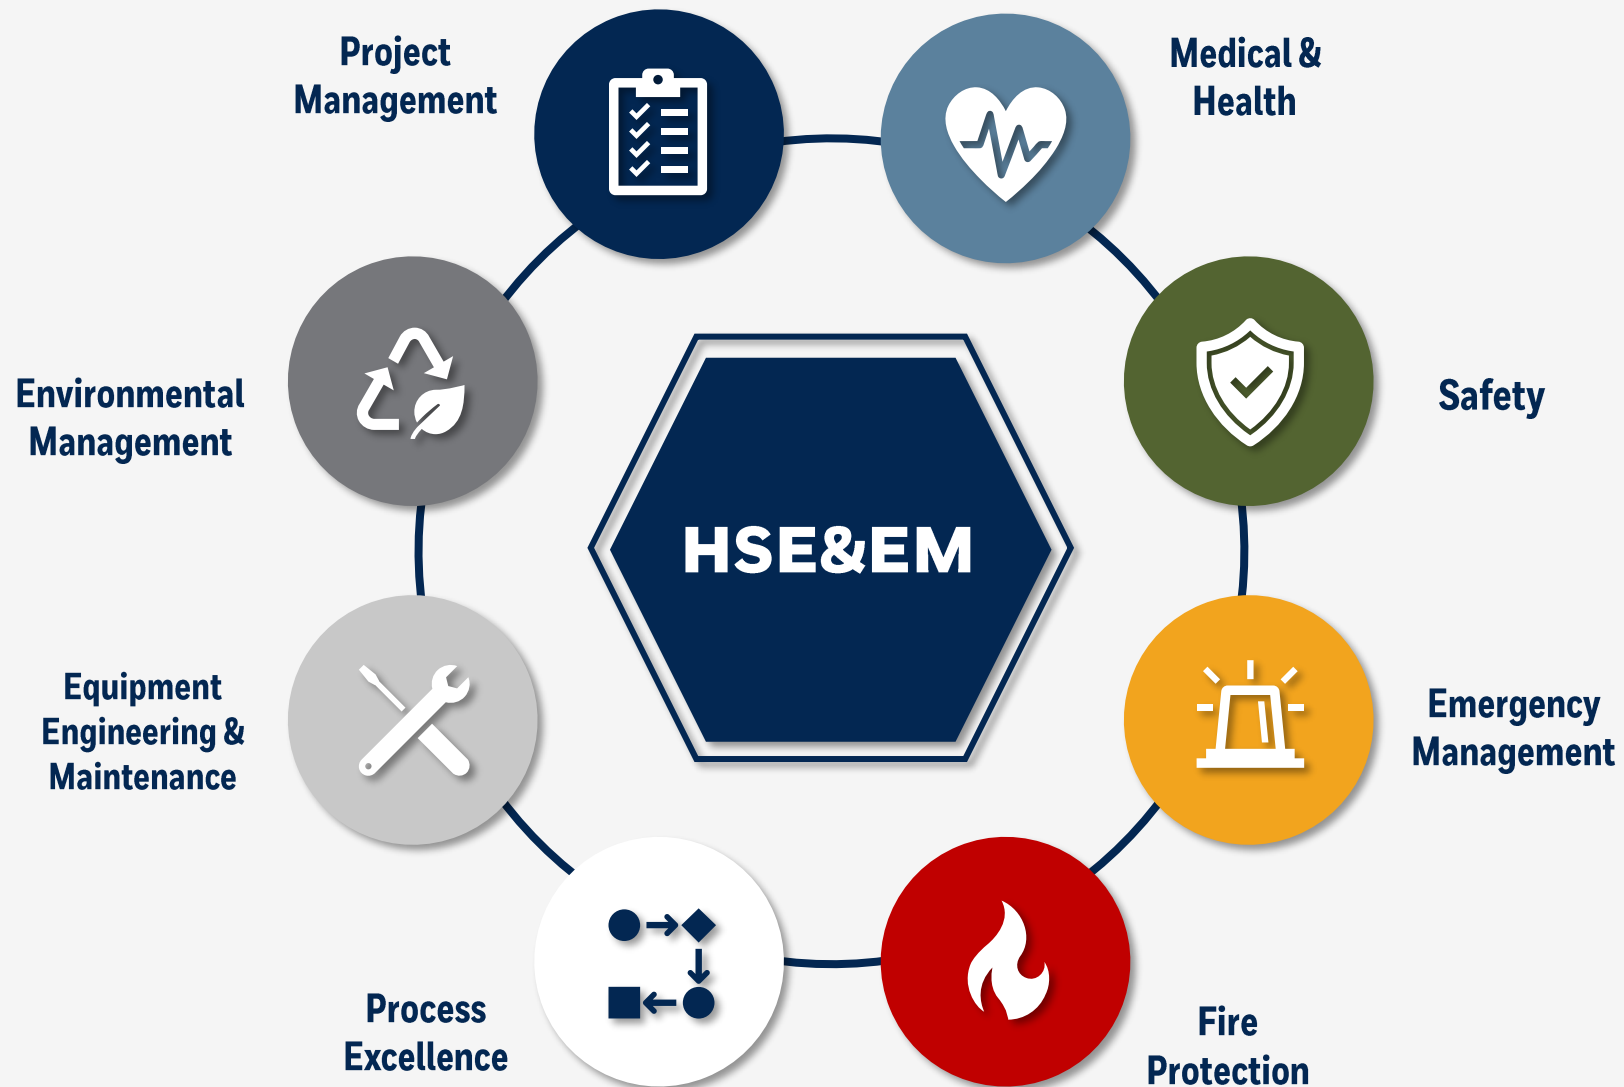 Project
Management
Medical &
Health
Environmental
Management
Safety
HSE&EM
Equipment
Engineering &
Maintenance
Emergency
Management
Process
Excellence
Fire
Protection